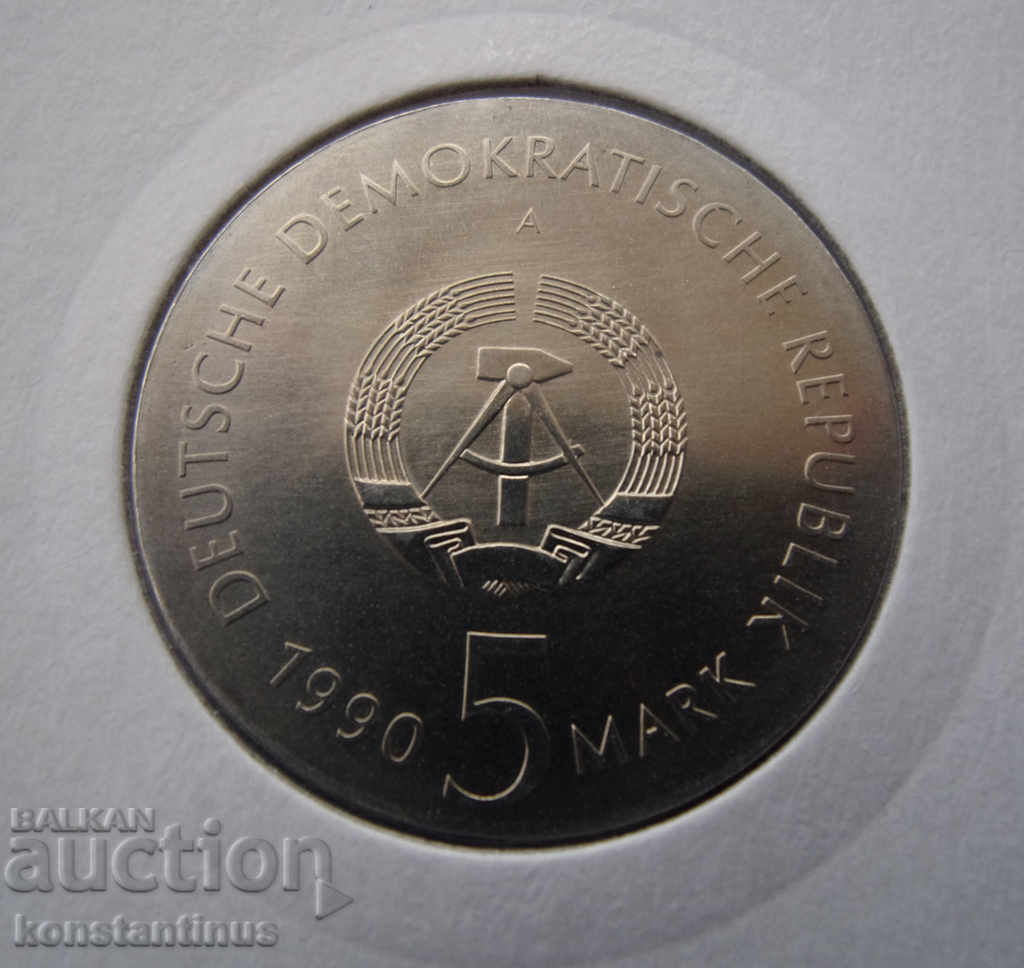 DEUTSCHE DEMOKRATISCHE REPUBLIK
A
1990 5 MARK
BALKAN
auction
konstantinus